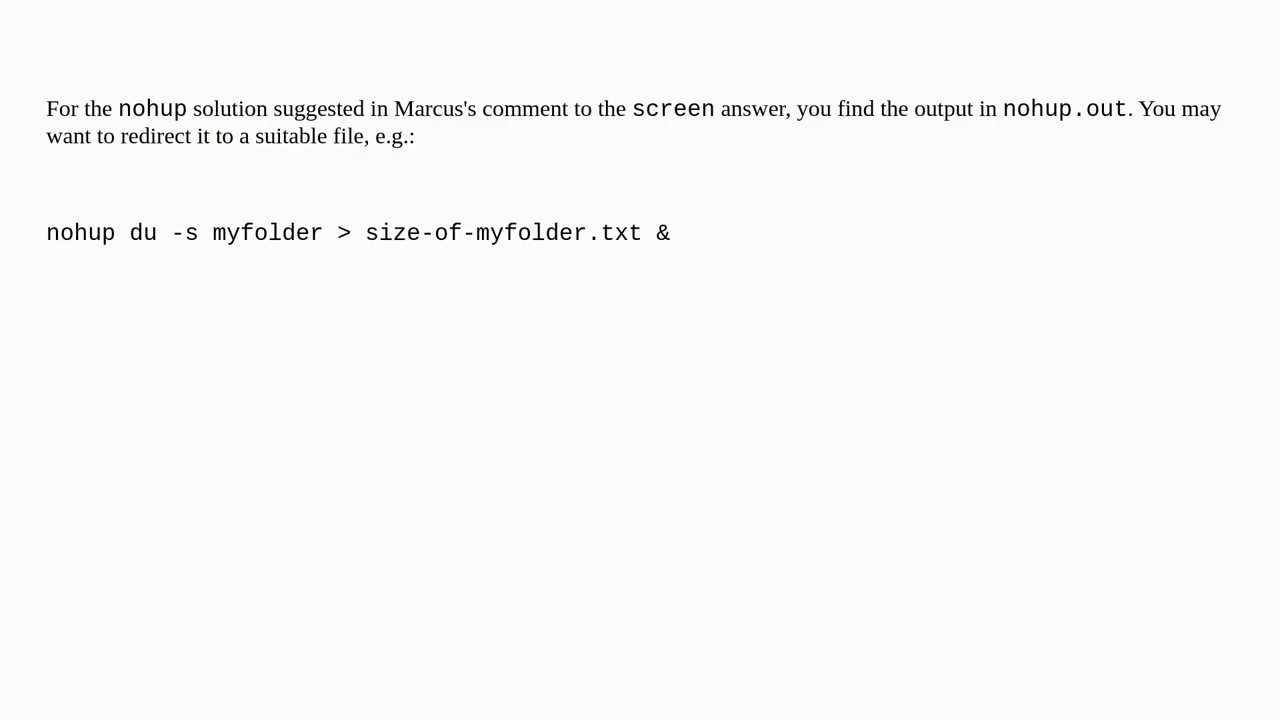 For the nohup solution suggested in Marcus's comment to the screen answer, you find the output in nohup.out. You may
want to redirect it to a suitable file, e.g.:
nohup du -s myfolder > size-of-myfolder.txt &